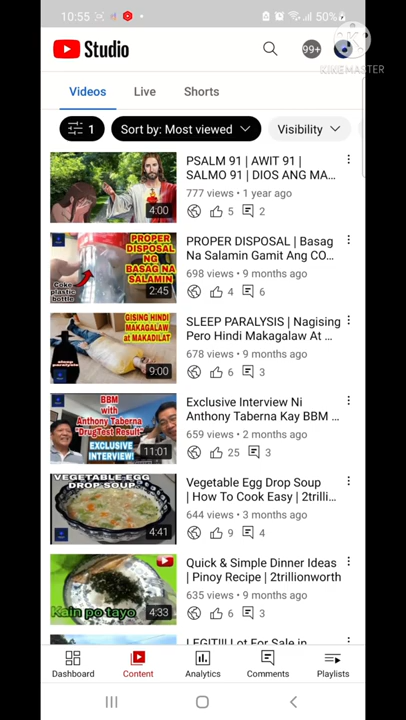 10:55
50%
Studio
99+
KINEMASTER
Videos
Live
Shorts
1
Sort by: Most viewed
Visibility
4:00
PSALM 91 | AWIT 91 |
SALMO 91 | DIOS ANG MA...
777 views • 1 year ago
5
2
PROPER
DISPOSAL
NG
BASAG NA
SALAMIN
Coke
plastic
bottle
2:45
PROPER DISPOSAL | Basag
Na Salamin Gamit Ang CO...
698 views • 9 months ago
4
6
GISING HINDI
MAKAGALAW
at MAKADILAT
sleep
paralysis
9:00
SLEEP PARALYSIS | Nagising
Pero Hindi Makagalaw At ...
678 views • 9 months ago
6
3
BBM
with
Anthony Taberna
"DrugTest Result"
EXCLUSIVE
INTERVIEW!
11:01
Exclusive Interview Ni
Anthony Taberna Kay BBM ...
659 views • 2 months ago
25
3
VEGETABLE EGG
DROP SOUP
4:41
Vegetable Egg Drop Soup
| How To Cook Easy | 2trilli...
644 views • 3 months ago
9
4
Kain po tayo
4:33
Quick & Simple Dinner Ideas
| Pinoy Recipe | 2trillionworth
635 views • 9 months ago
6
3
LEGIT!!! Lot For Sale in
Dashboard
Content
Analytics
Comments
Playlists